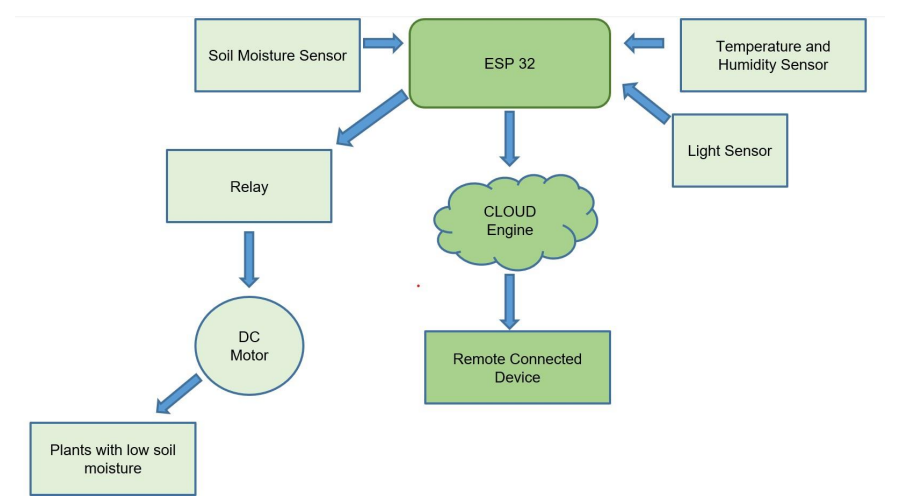 Soil Moisture Sensor
ESP 32
Temperature and
Humidity Sensor
Light Sensor
Relay
CLOUD
Engine
DC
Motor
Remote Connected
Device
Plants with low soil
moisture